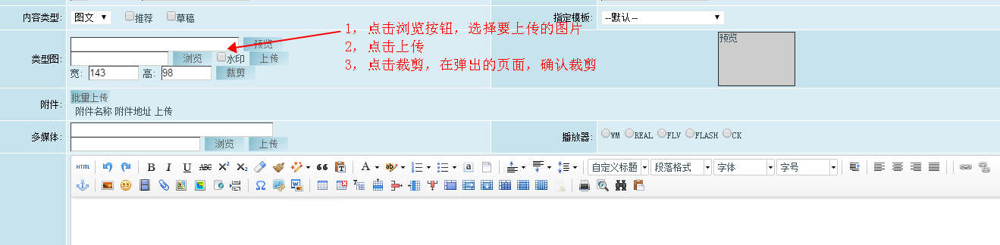 内容类型: 图文 推荐 草稿 指定模板: --默认--
预览 1，点击浏览按钮，选择要上传的图片 预览
类型图: 浏览 水印 上传 2，点击上传
宽: 143 高: 98 裁剪 3，点击裁剪，在弹出的页面，确认裁剪
附件: 批量上传
附件名称 附件地址 上传
多媒体: 浏览 上传 播放器: WM REAL FLV FLASH CK
HTML B I U ABC X² X₂ A ab a 自定义标题 段落格式 字体 字号
Ω T W